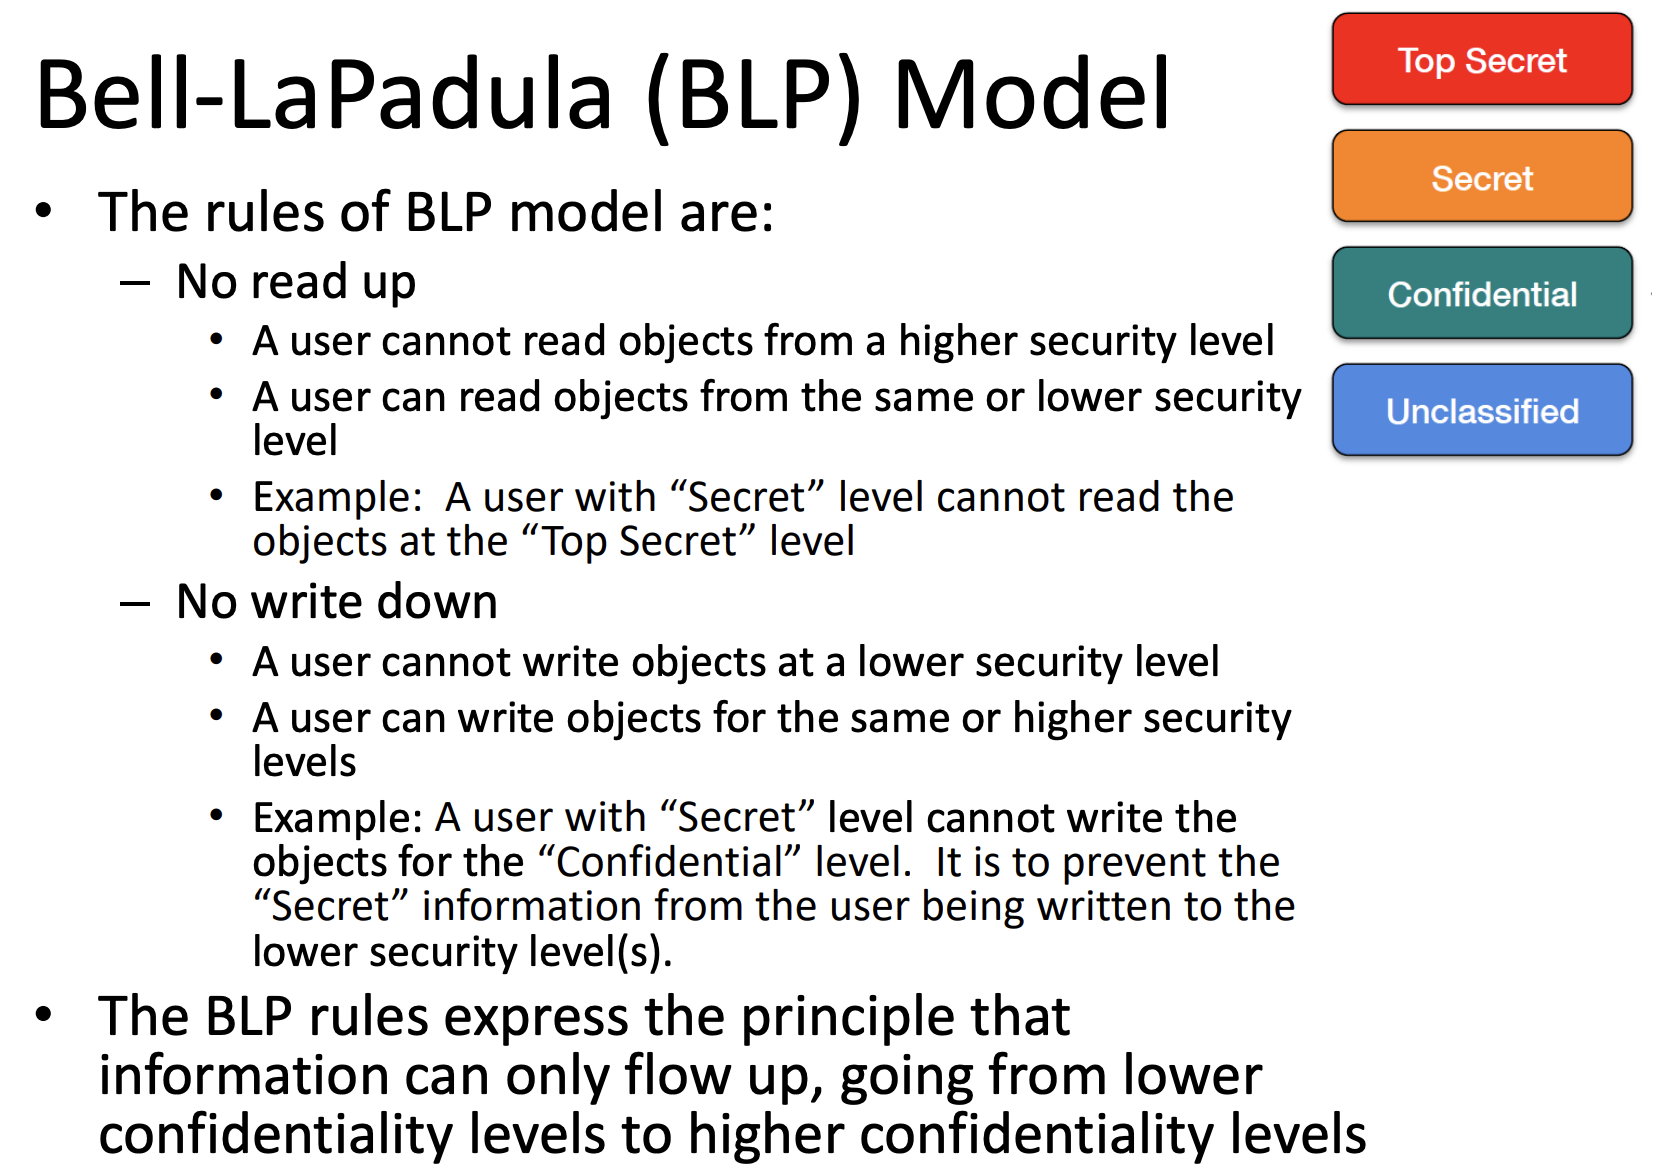 Bell-LaPadula (BLP) Model
• The rules of BLP model are:
– No read up
• A user cannot read objects from a higher security level
• A user can read objects from the same or lower security
level
• Example:  A user with “Secret” level cannot read the
objects at the “Top Secret” level
– No write down
• A user cannot write objects at a lower security level
• A user can write objects for the same or higher security
levels
• Example: A user with “Secret” level cannot write the
objects for the “Confidential” level.  It is to prevent the
“Secret” information from the user being written to the
lower security level(s).
• The BLP rules express the principle that
information can only flow up, going from lower
confidentiality levels to higher confidentiality levels
Top Secret
Secret
Confidential
Unclassified